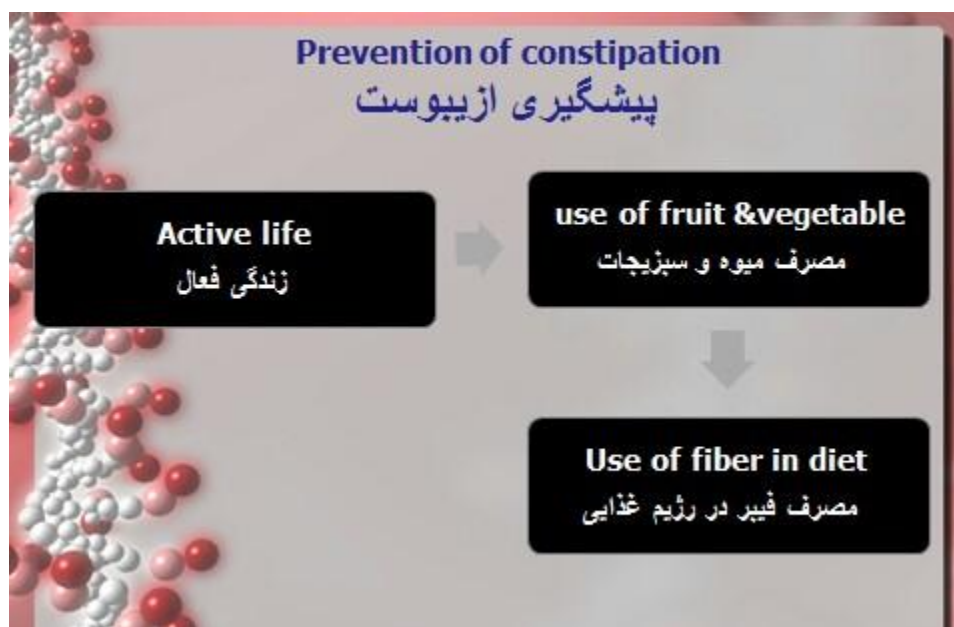 Prevention of constipation
پیشگیری ازیبوست
Active life
زندگی فعال
use of fruit &vegetable
مصرف میوه و سبزیجات
Use of fiber in diet
مصرف فیبر در رژیم غذایی